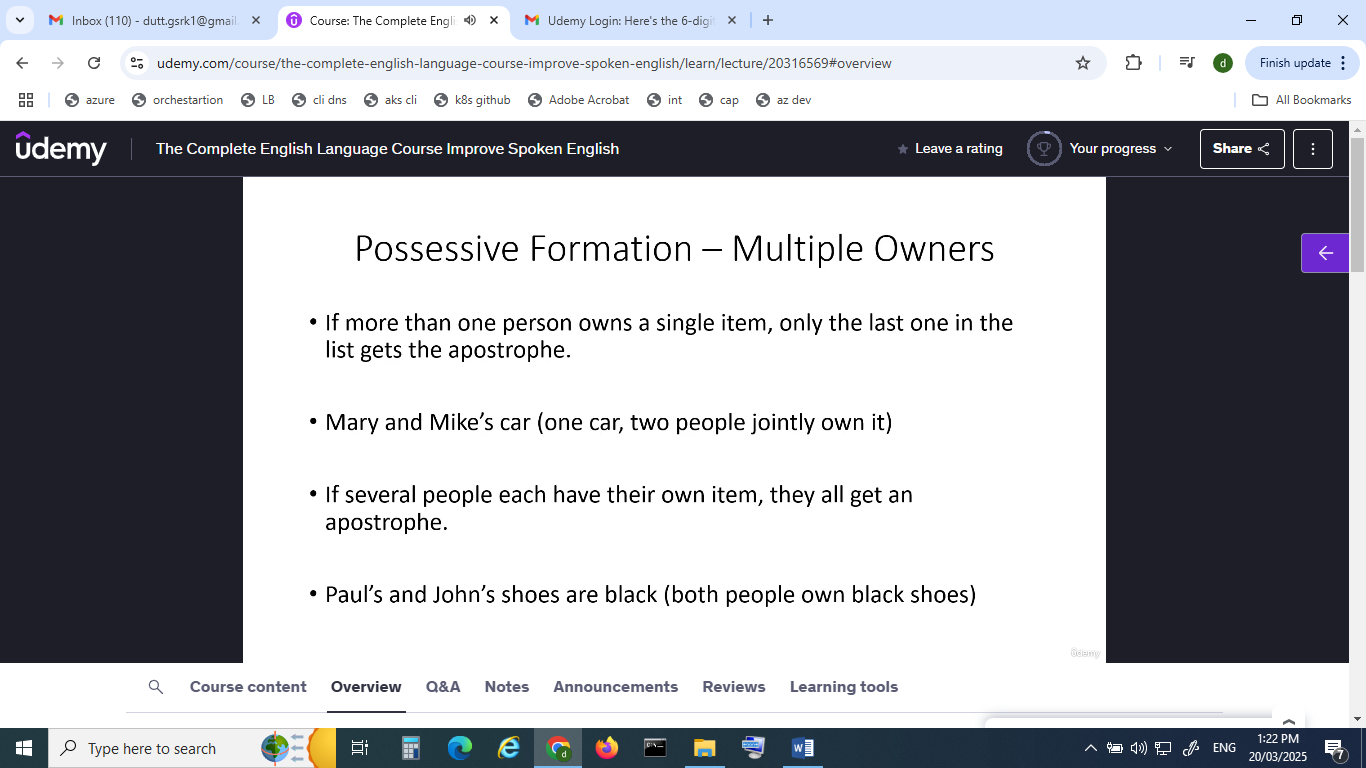 Inbox (110) - dutt.gsrk1@gmail
Course: The Complete Engli
Udemy Login: Here's the 6-digi
udemy.com/course/the-complete-english-language-course-improve-spoken-english/learn/lecture/20316569#overview
d
Finish update
azure
orchestartion
LB
cli dns
aks cli
k8s github
Adobe Acrobat
int
cap
az dev
All Bookmarks
udemy
The Complete English Language Course Improve Spoken English
Leave a rating
Your progress
Share
Possessive Formation – Multiple Owners
• If more than one person owns a single item, only the last one in the
list gets the apostrophe.
• Mary and Mike’s car (one car, two people jointly own it)
• If several people each have their own item, they all get an
apostrophe.
• Paul’s and John’s shoes are black (both people own black shoes)
udemy
Course content
Overview
Q&A
Notes
Announcements
Reviews
Learning tools
Type here to search
ENG
1:22 PM
20/03/2025
7